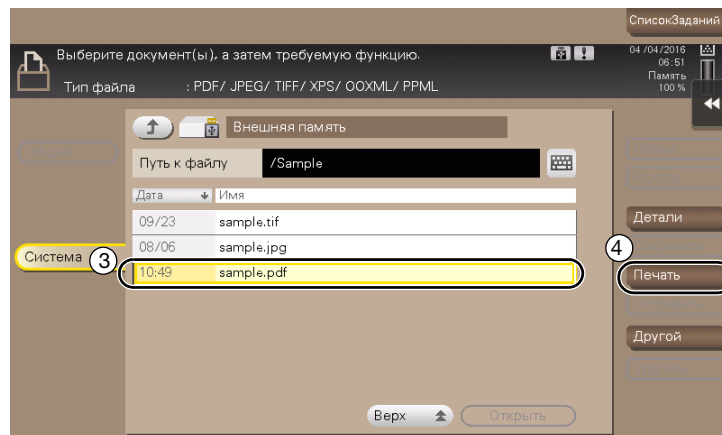 СписокЗаданий
Выберите документ(ы), а затем требуемую функцию.
04/04/2016
06:51
Тип файла : PDF/ JPEG/ TIFF/ XPS/ OOXML/ PPML
Память
100 %
Внешняя память
Путь к файлу /Sample
Дата Имя
09/23 sample.tif
Детали
08/06 sample.jpg
Система 3
4
10:49 sample.pdf
Печать
Другой
Верх Открыть